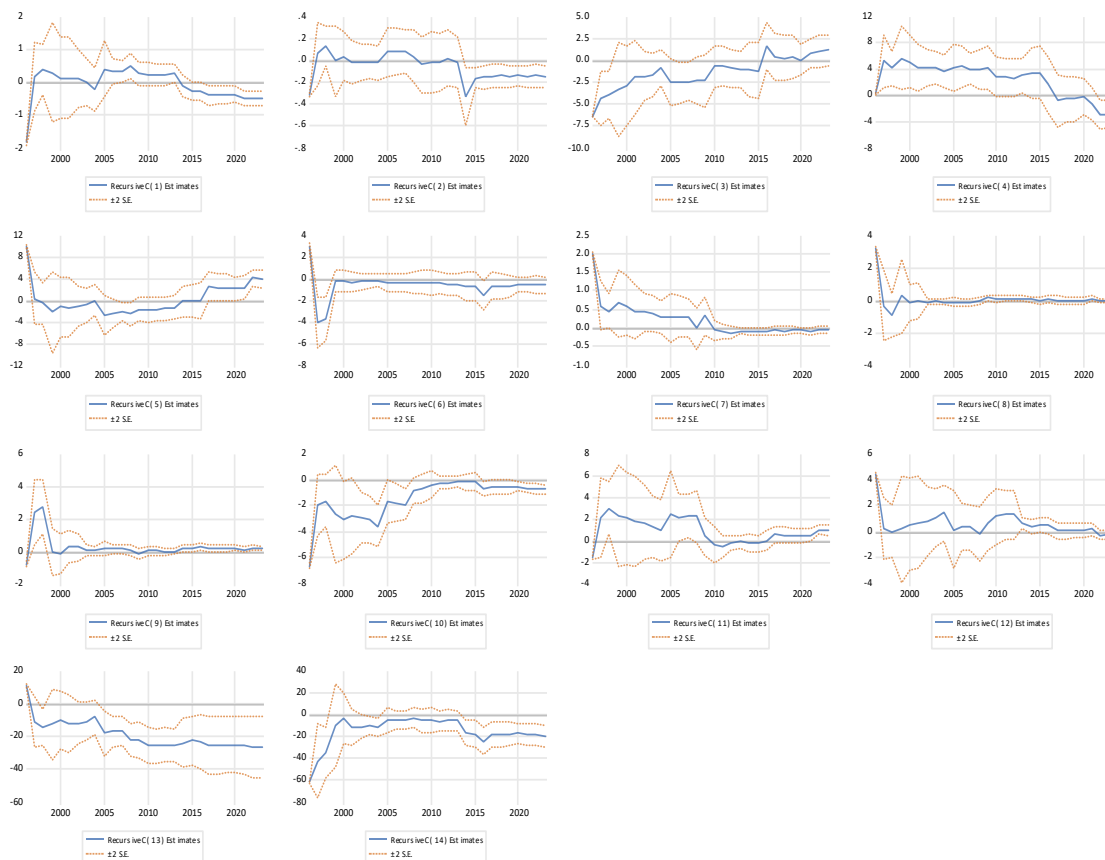 2
1
0
-1
-2
2000 2005 2010 2015 2020
Recursive C(1) Estimates
±2 S.E.
.4
.2
.0
-.2
-.4
-.6
-.8
2000 2005 2010 2015 2020
Recursive C(2) Estimates
±2 S.E.
5.0
2.5
0.0
-2.5
-5.0
-7.5
-10.0
2000 2005 2010 2015 2020
Recursive C(3) Estimates
±2 S.E.
12
8
4
0
-4
-8
2000 2005 2010 2015 2020
Recursive C(4) Estimates
±2 S.E.
12
8
4
0
-4
-8
-12
2000 2005 2010 2015 2020
Recursive C(5) Estimates
±2 S.E.
4
2
0
-2
-4
-6
-8
2000 2005 2010 2015 2020
Recursive C(6) Estimates
±2 S.E.
2.5
2.0
1.5
1.0
0.5
0.0
-0.5
-1.0
2000 2005 2010 2015 2020
Recursive C(7) Estimates
±2 S.E.
4
2
0
-2
-4
2000 2005 2010 2015 2020
Recursive C(8) Estimates
±2 S.E.
6
4
2
0
-2
2000 2005 2010 2015 2020
Recursive C(9) Estimates
±2 S.E.
2
0
-2
-4
-6
-8
2000 2005 2010 2015 2020
Recursive C(10) Estimates
±2 S.E.
8
6
4
2
0
-2
-4
2000 2005 2010 2015 2020
Recursive C(11) Estimates
±2 S.E.
6
4
2
0
-2
-4
2000 2005 2010 2015 2020
Recursive C(12) Estimates
±2 S.E.
20
0
-20
-40
-60
2000 2005 2010 2015 2020
Recursive C(13) Estimates
±2 S.E.
40
20
0
-20
-40
-60
-80
2000 2005 2010 2015 2020
Recursive C(14) Estimates
±2 S.E.